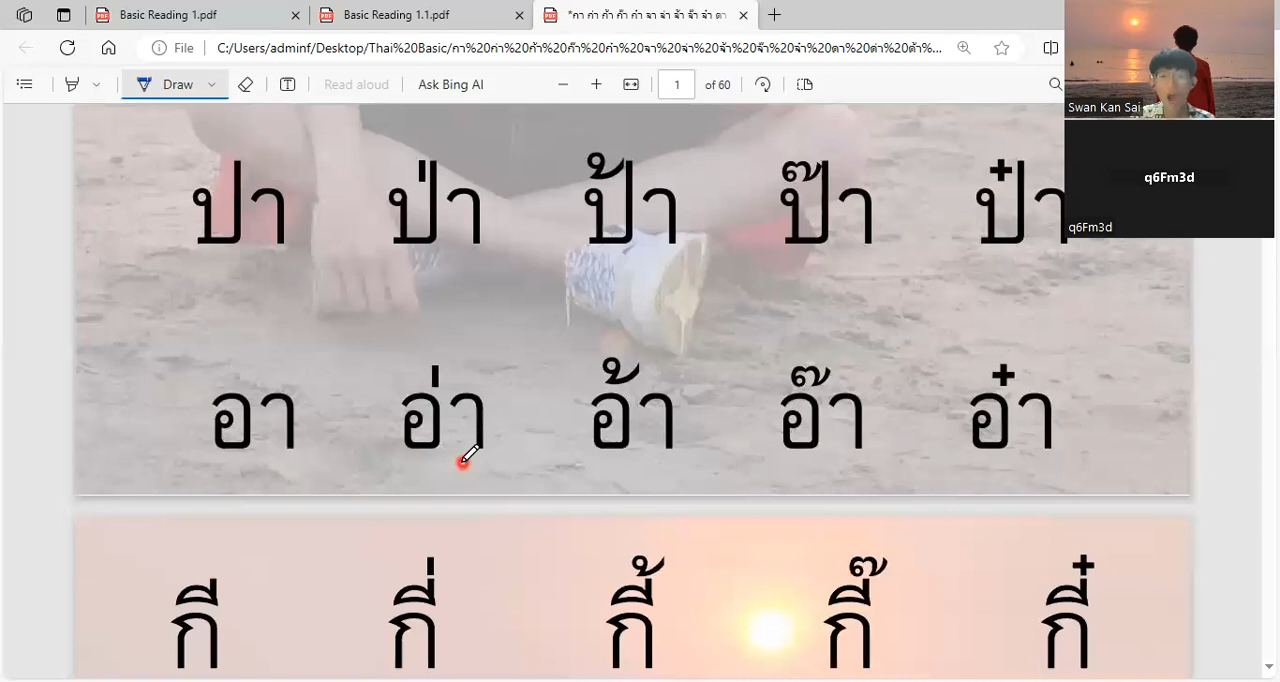 Basic Reading 1.pdf
Basic Reading 1.1.pdf
*กา ก่า ก้า ก๊า ก๋า จา จ่า จ้า จ๊า จ๋า ดา
File
C:/Users/adminf/Desktop/Thai%20Basic/กา%20ก่า%20ก้า%20ก๊า%20ก๋า%20จา%20จ่า%20จ้า%20จ๊า%20จ๋า%20ดา%20ด่า%20ด้า%...
Draw
Read aloud
Ask Bing AI
1 of 60
Swan Kan Sai
q6Fm3d
q6Fm3d
ปา ป่า ป้า ป๊า ป๋า
อา อ่า อ้า อ๊า อ๋า
กี กี่ กี้ กี๊ กี๋